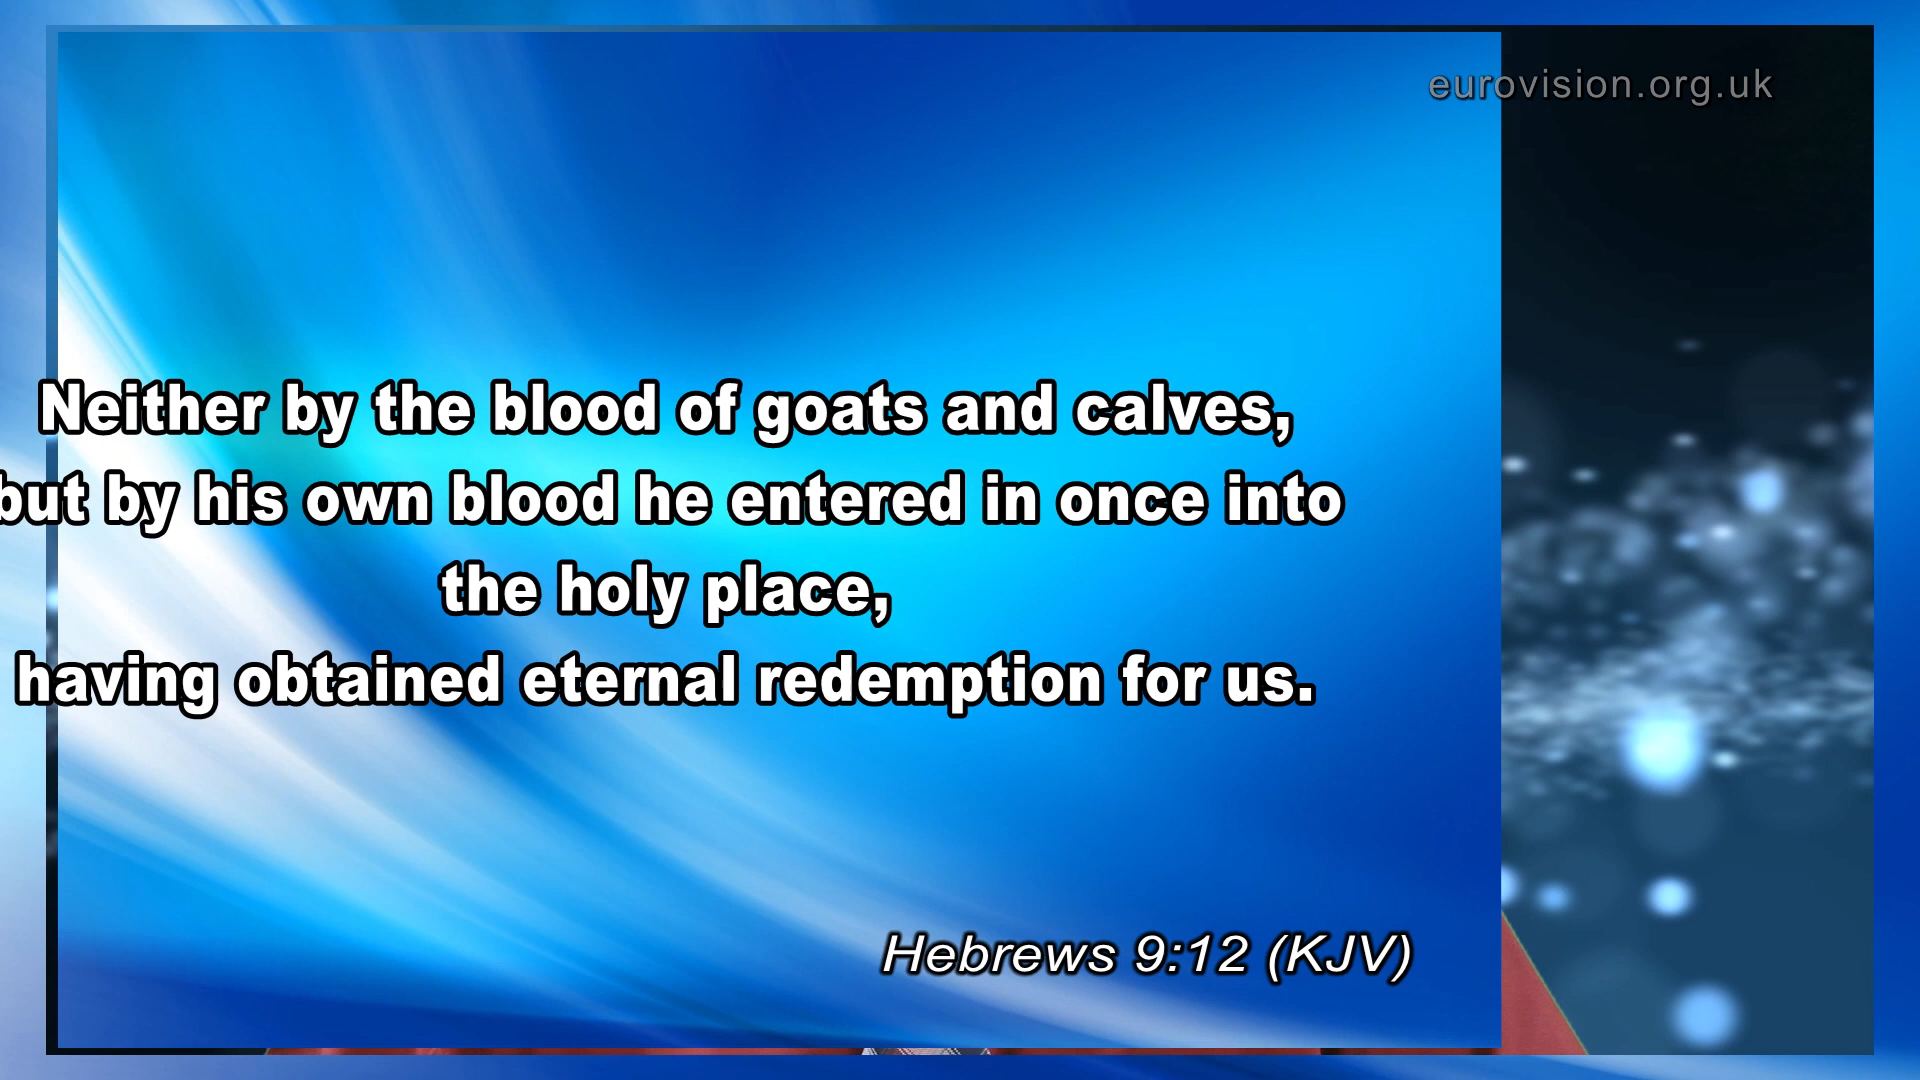 eurovision.org.uk
Neither by the blood of goats and calves,
but by his own blood he entered in once into
the holy place,
having obtained eternal redemption for us.
Hebrews 9:12 (KJV)